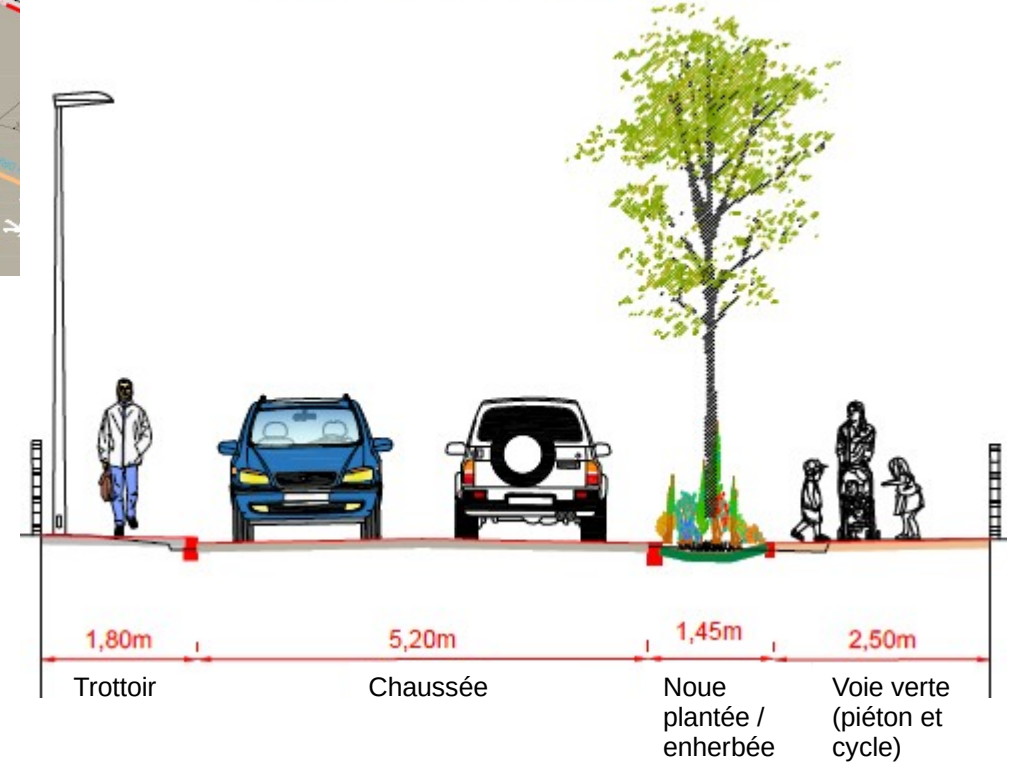 1,80m
5,20m
1,45m
2,50m
Trottoir
Chaussée
Noue
plantée /
enherbée
Voie verte
(piéton et
cycle)